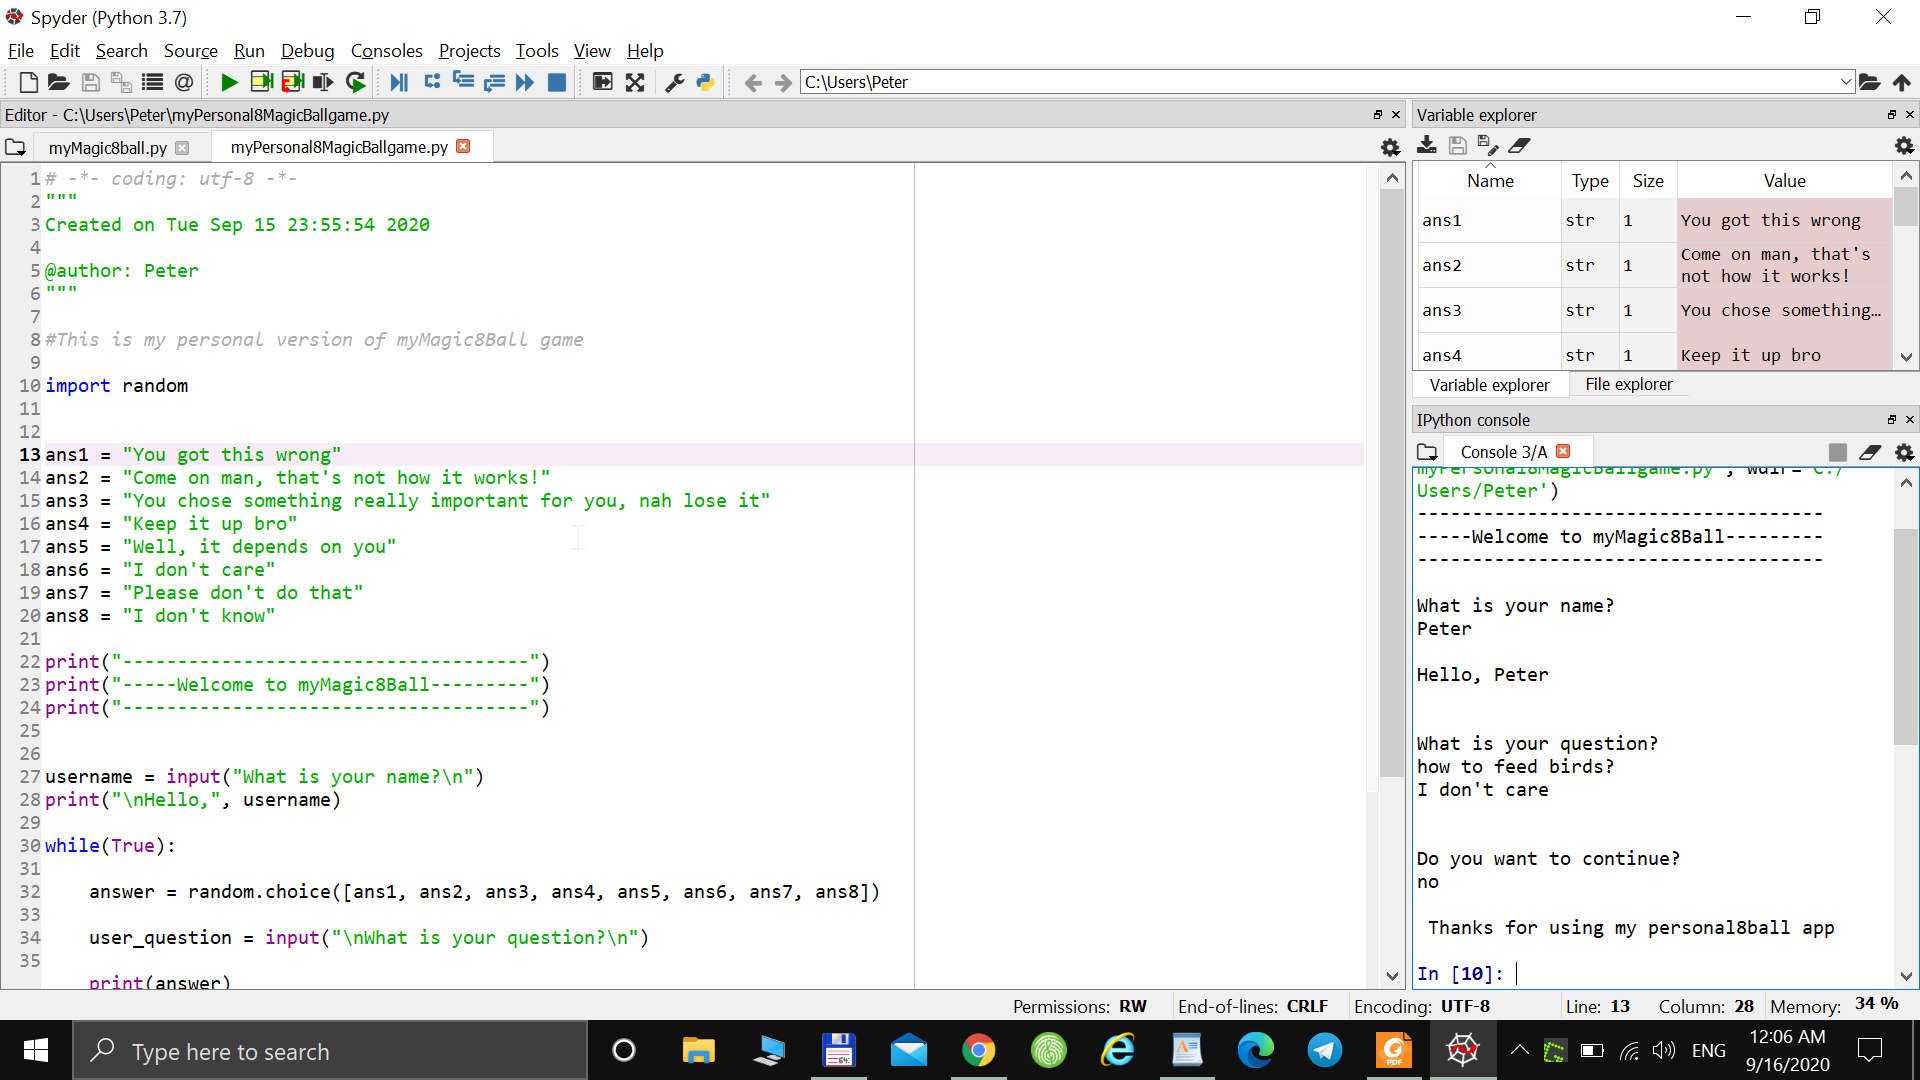 Spyder (Python 3.7)
File Edit Search Source Run Debug Consoles Projects Tools View Help
C:\Users\Peter
Editor - C:\Users\Peter\myPersonal8MagicBallgame.py
myMagic8ball.py
myPersonal8MagicBallgame.py
1 # -*- coding: utf-8 -*-
2 """
3 Created on Tue Sep 15 23:55:54 2020
4
5 @author: Peter
6 """
7
8 #This is my personal version of myMagic8Ball game
9
10 import random
11
12
13 ans1 = "You got this wrong"
14 ans2 = "Come on man, that's not how it works!"
15 ans3 = "You chose something really important for you, nah lose it"
16 ans4 = "Keep it up bro"
17 ans5 = "Well, it depends on you"
18 ans6 = "I don't care"
19 ans7 = "Please don't do that"
20 ans8 = "I don't know"
21
22 print("-------------------------------------")
23 print("-----Welcome to myMagic8Ball---------")
24 print("-------------------------------------")
25
26
27 username = input("What is your name?\n")
28 print("\nHello,", username)
29
30 while(True):
31
32     answer = random.choice([ans1, ans2, ans3, ans4, ans5, ans6, ans7, ans8])
33
34     user_question = input("\nWhat is your question?\n")
35
    print(answer)
Variable explorer
Name Type Size Value
ans1 str 1 You got this wrong
ans2 str 1 Come on man, that's
not how it works!
ans3 str 1 You chose something…
ans4 str 1 Keep it up bro
Variable explorer File explorer
IPython console
Console 3/A
myPersonal8MagicBallgame.py', wdir='C:/
Users/Peter')
-------------------------------------
-----Welcome to myMagic8Ball---------
-------------------------------------
What is your name?
Peter
Hello, Peter
What is your question?
how to feed birds?
I don't care
Do you want to continue?
no
Thanks for using my personal8ball app
In [10]:
Permissions: RW End-of-lines: CRLF Encoding: UTF-8 Line: 13 Column: 28 Memory: 34 %
Type here to search
64
PDF
ENG
12:06 AM
9/16/2020